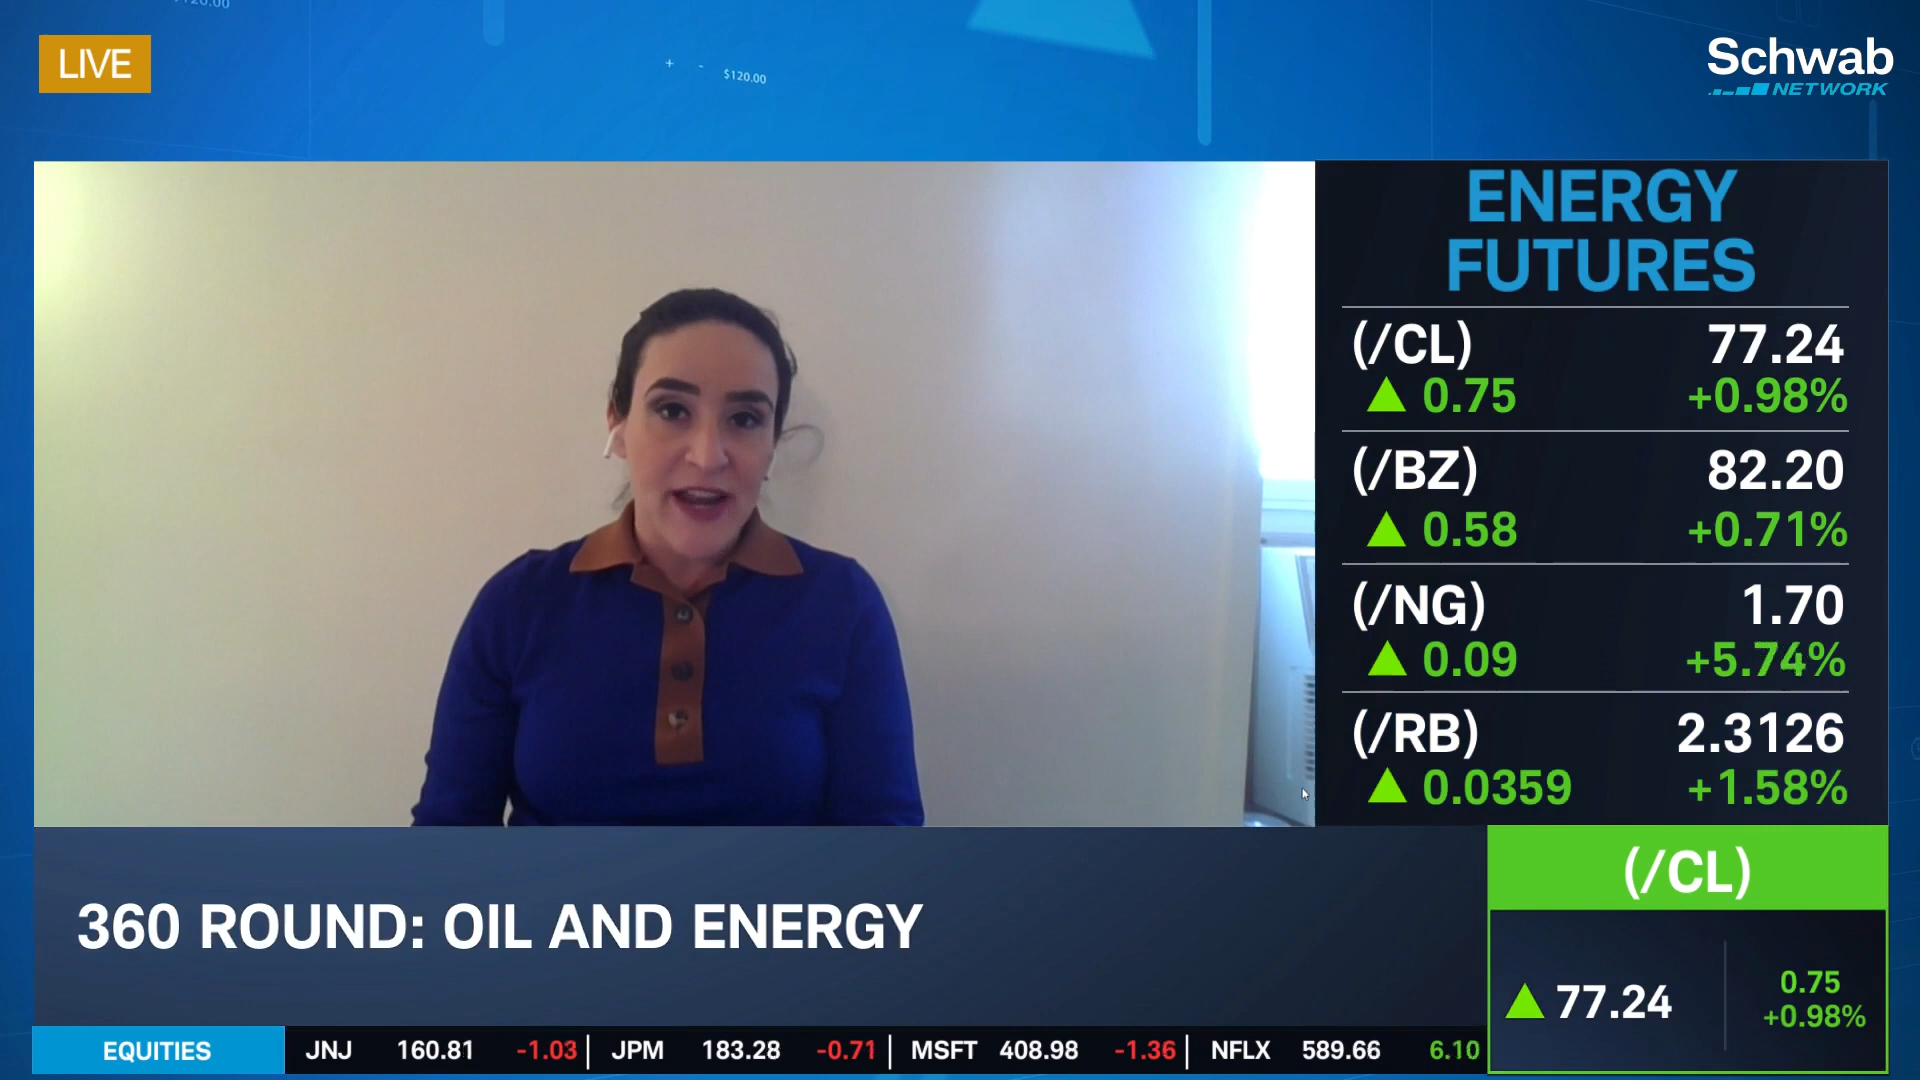 $120.00
LIVE
+ - $120.00
Schwab
NETWORK
ENERGY
FUTURES
(/CL) 77.24
▲ 0.75 +0.98%
(/BZ) 82.20
▲ 0.58 +0.71%
(/NG) 1.70
▲ 0.09 +5.74%
(/RB) 2.3126
▲ 0.0359 +1.58%
360 ROUND: OIL AND ENERGY
(/CL)
▲ 77.24
0.75
+0.98%
EQUITIES JNJ 160.81 -1.03 | JPM 183.28 -0.71 | MSFT 408.98 -1.36 | NFLX 589.66 6.10